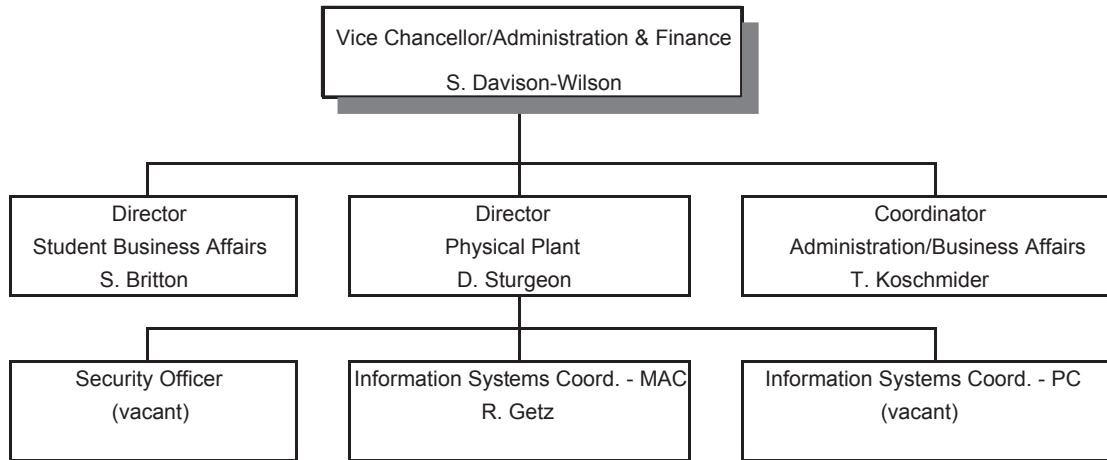 Vice Chancellor/Administration & Finance
S. Davison-Wilson
Director
Student Business Affairs
S. Britton
Director
Physical Plant
D. Sturgeon
Coordinator
Administration/Business Affairs
T. Koschmider
Security Officer
(vacant)
Information Systems Coord. - MAC
R. Getz
Information Systems Coord. - PC
(vacant)